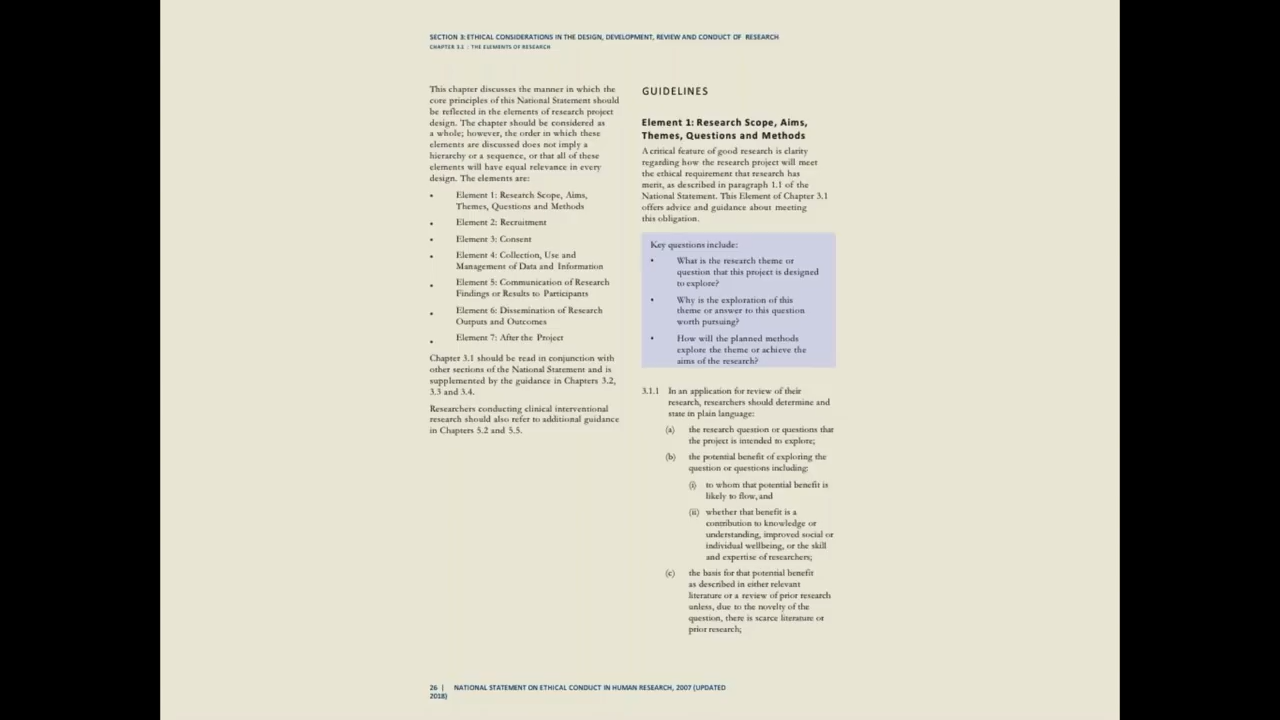 SECTION 3: ETHICAL CONSIDERATIONS IN THE DESIGN, DEVELOPMENT, REVIEW AND CONDUCT OF RESEARCH
CHAPTER 3.1 : THE ELEMENTS OF RESEARCH
This chapter discusses the manner in which the
core principles of this National Statement should
be reflected in the elements of research project
design. The chapter should be considered as
a whole; however, the order in which these
elements are discussed does not imply a
hierarchy or a sequence, or that all of these
elements will have equal relevance in every
design. The elements are:
• Element 1: Research Scope, Aims,
Themes, Questions and Methods
• Element 2: Recruitment
• Element 3: Consent
• Element 4: Collection, Use and
Management of Data and Information
• Element 5: Communication of Research
Findings or Results to Participants
• Element 6: Dissemination of Research
Outputs and Outcomes
• Element 7: After the Project
Chapter 3.1 should be read in conjunction with
other sections of the National Statement and is
supplemented by the guidance in Chapters 3.2,
3.3 and 3.4.
Researchers conducting clinical interventional
research should also refer to additional guidance
in Chapters 5.2 and 5.5.
GUIDELINES
Element 1: Research Scope, Aims,
Themes, Questions and Methods
A critical feature of good research is clarity
regarding how the research project will meet
the ethical requirement that research has
merit, as described in paragraph 1.1 of the
National Statement. This Element of Chapter 3.1
offers advice and guidance about meeting
this obligation.
Key questions include:
• What is the research theme or
question that this project is designed
to explore?
• Why is the exploration of this
theme or answer to this question
worth pursuing?
• How will the planned methods
explore the theme or achieve the
aims of the research?
3.1.1 In an application for review of their
research, researchers should determine and
state in plain language:
(a) the research question or questions that
the project is intended to explore;
(b) the potential benefit of exploring the
question or questions including:
(i) to whom that potential benefit is
likely to flow, and
(ii) whether that benefit is a
contribution to knowledge or
understanding, improved social or
individual wellbeing, or the skill
and expertise of researchers;
(c) the basis for that potential benefit
as described in either relevant
literature or a review of prior research
unless, due to the novelty of the
question, there is scarce literature or
prior research;
26 | NATIONAL STATEMENT ON ETHICAL CONDUCT IN HUMAN RESEARCH, 2007 (UPDATED
2018)